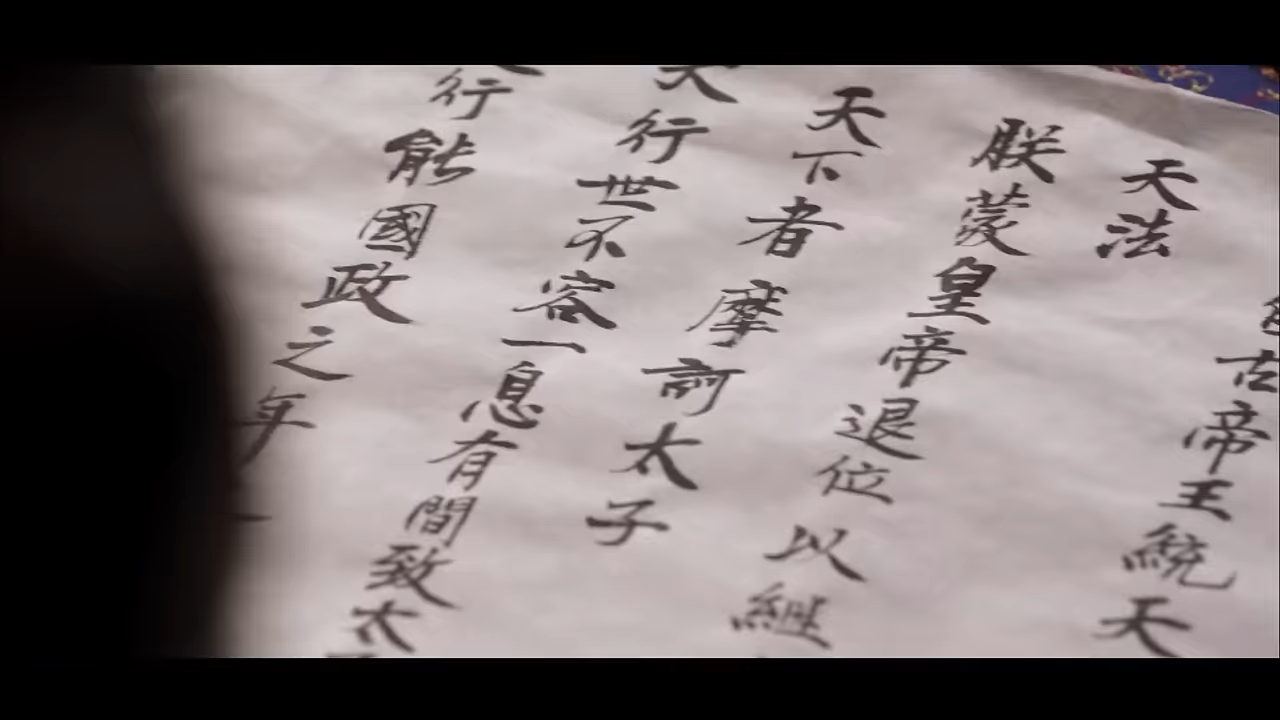 古帝王統天
天法
朕蒙皇帝退位以繼
天下者摩訶太子
天行世不容一息有間致太
行能國政之年